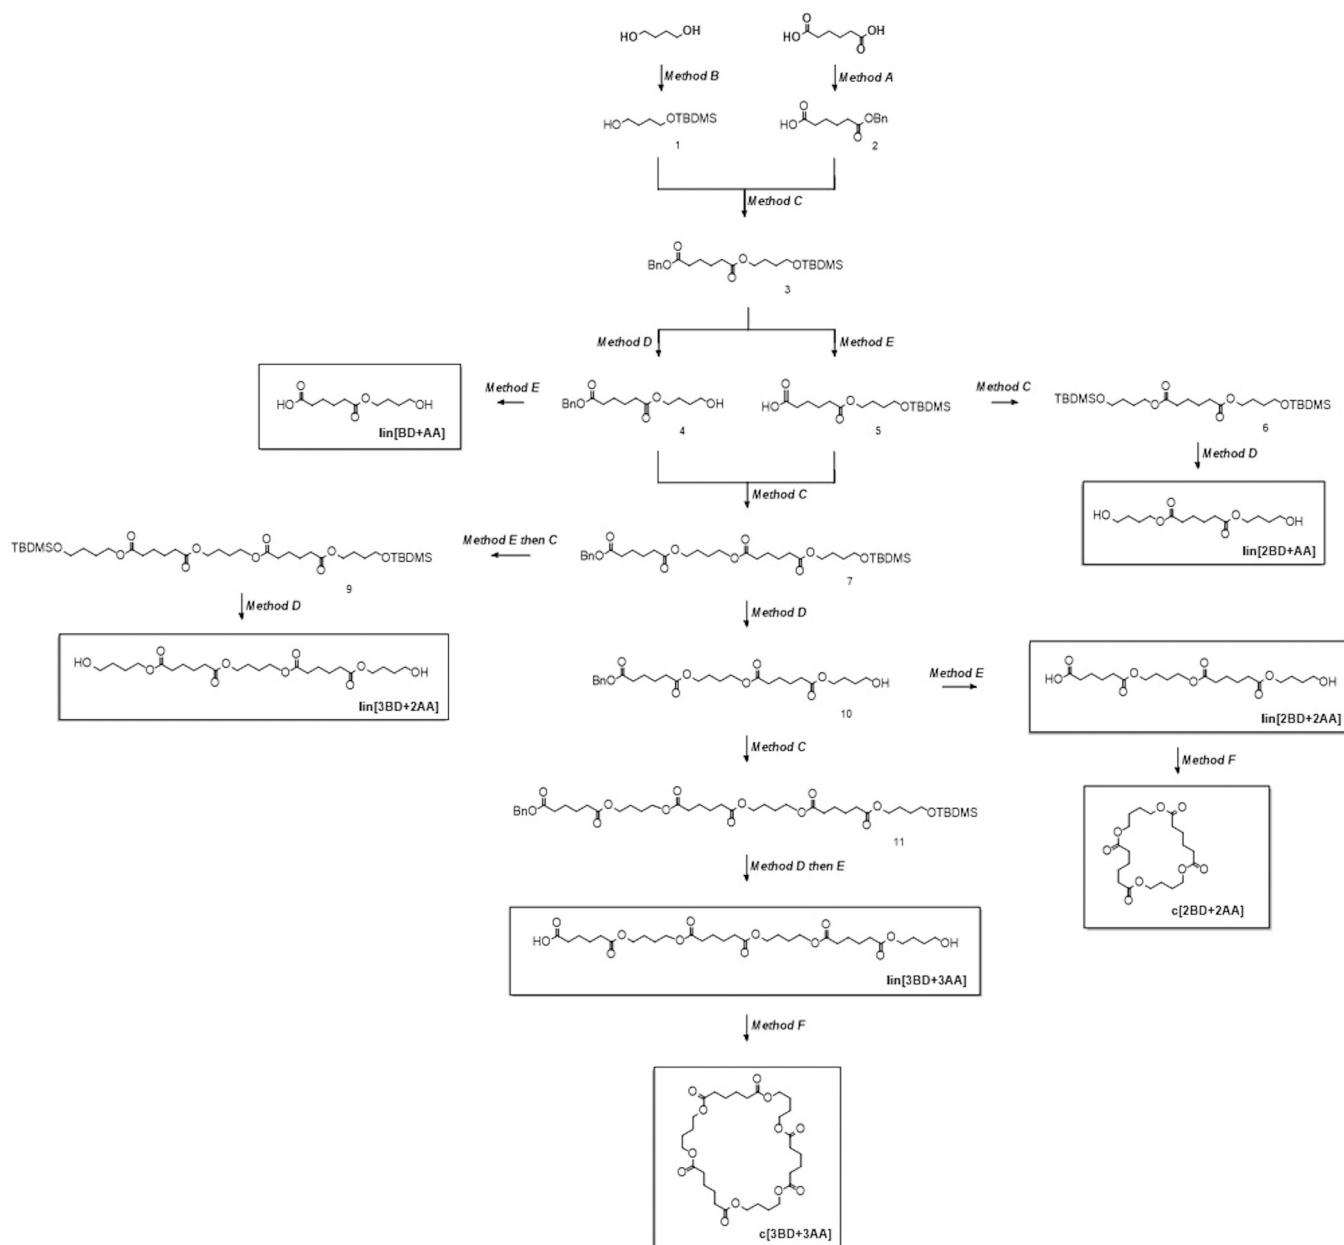 HO OH
HO O O OH
Method B
Method A
HO OTBDMS
1
HO O O OBn
2
Method C
BnO O O O OTBDMS
3
Method D
Method E
HO O O O OH
lin[BD+AA]
Method E
BnO O O O OH
4
HO O O O OTBDMS
5
Method C
TBDMSO O O O O OTBDMS
6
Method D
Method C
HO O O O O OH
lin[2BD+AA]
TBDMSO O O O O O O O O OTBDMS
9
Method E then C
BnO O O O O O O O OTBDMS
7
Method D
Method D
HO O O O O O O O O OH
lin[3BD+2AA]
BnO O O O O O O O OH
10
Method E
HO O O O O O O O OH
lin[2BD+2AA]
Method C
Method F
BnO O O O O O O O O O O O OTBDMS
11
O O O O O O O O
c[2BD+2AA]
Method D then E
HO O O O O O O O O O O O OH
lin[3BD+3AA]
Method F
O O O O O O O O O O O O
c[3BD+3AA]